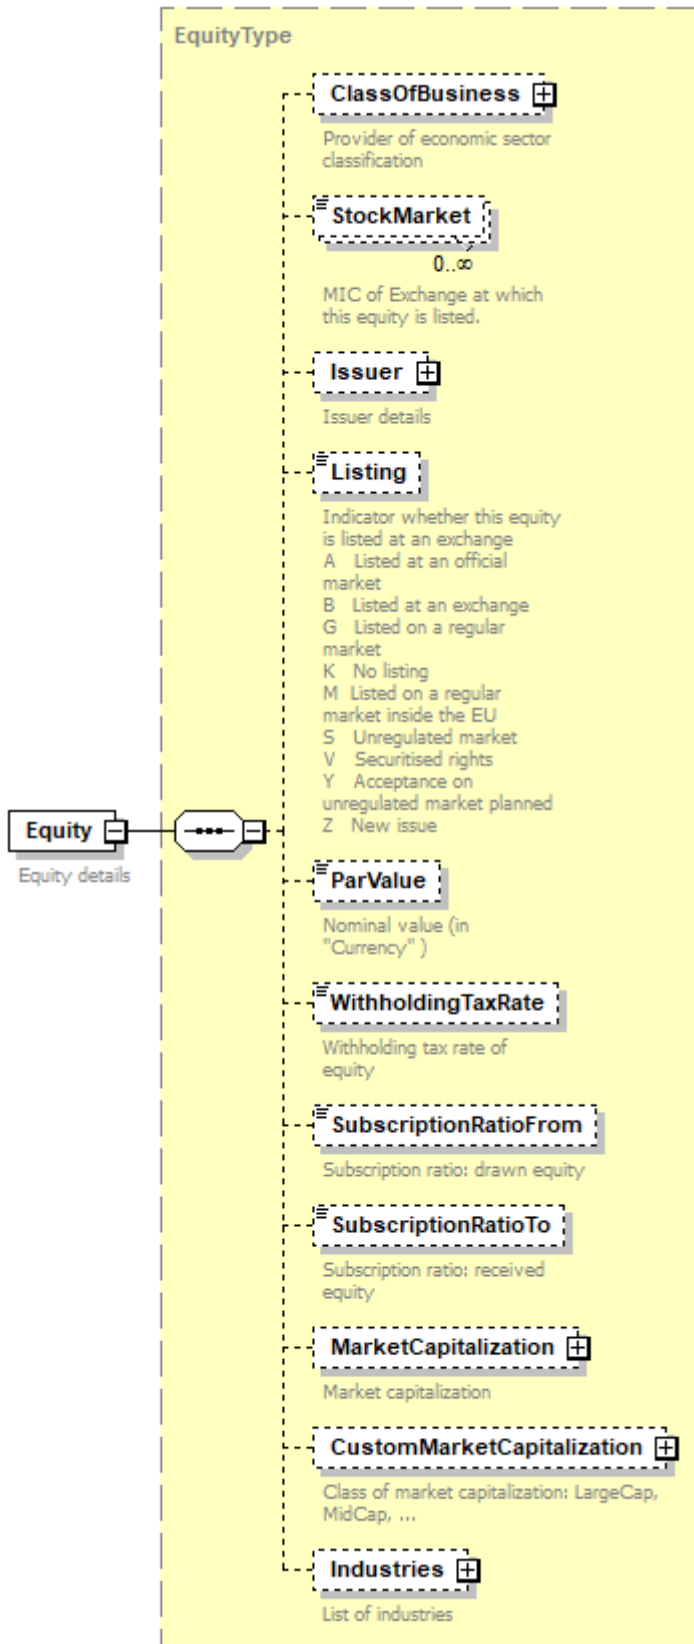 EquityType
ClassOfBusiness
Provider of economic sector
classification
StockMarket
0..∞
MIC of Exchange at which
this equity is listed.
Issuer
Issuer details
Listing
Indicator whether this equity
is listed at an exchange
A Listed at an official
market
B Listed at an exchange
G Listed on a regular
market
K No listing
M Listed on a regular
market inside the EU
S Unregulated market
V Securitised rights
Y Acceptance on
unregulated market planned
Z New issue
Equity
Equity details
ParValue
Nominal value (in
"Currency" )
WithholdingTaxRate
Withholding tax rate of
equity
SubscriptionRatioFrom
Subscription ratio: drawn equity
SubscriptionRatioTo
Subscription ratio: received
equity
MarketCapitalization
Market capitalization
CustomMarketCapitalization
Class of market capitalization: LargeCap,
MidCap, ...
Industries
List of industries